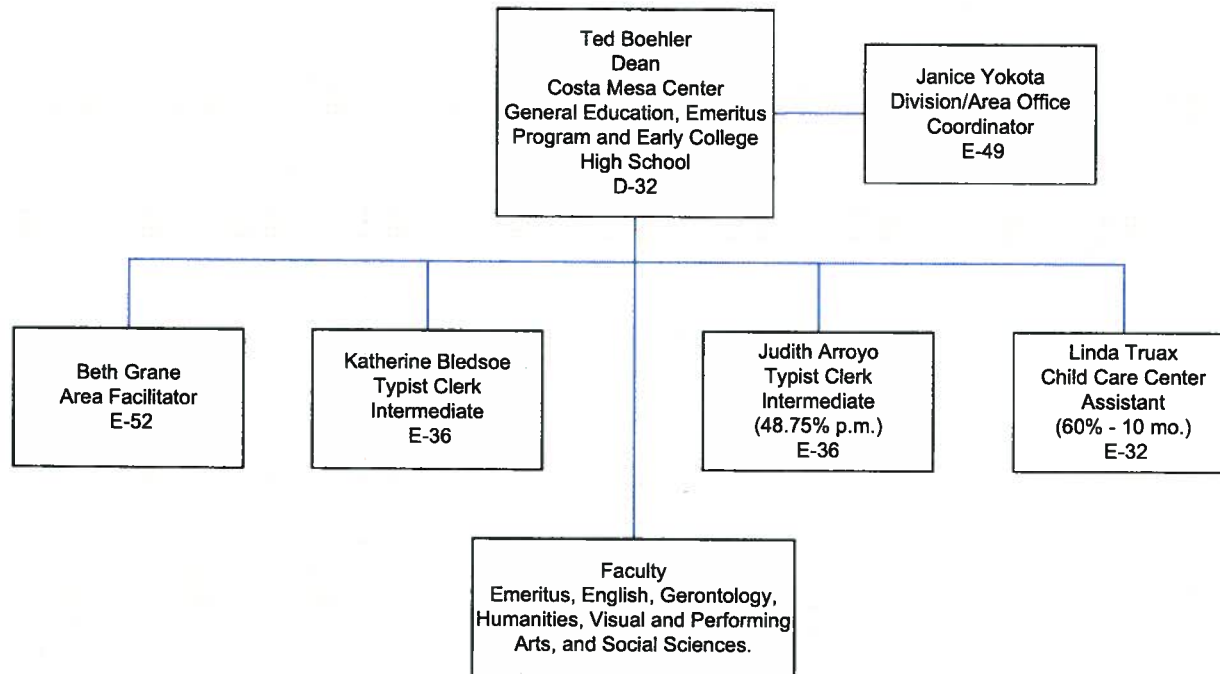 Ted Boehler
Dean
Costa Mesa Center
General Education, Emeritus
Program and Early College
High School
D-32
Janice Yokota
Division/Area Office
Coordinator
E-49
Beth Grane
Area Facilitator
E-52
Katherine Bledsoe
Typist Clerk
Intermediate
E-36
Judith Arroyo
Typist Clerk
Intermediate
(48.75% p.m.)
E-36
Linda Truax
Child Care Center
Assistant
(60% - 10 mo.)
E-32
Faculty
Emeritus, English, Gerontology,
Humanities, Visual and Performing
Arts, and Social Sciences.